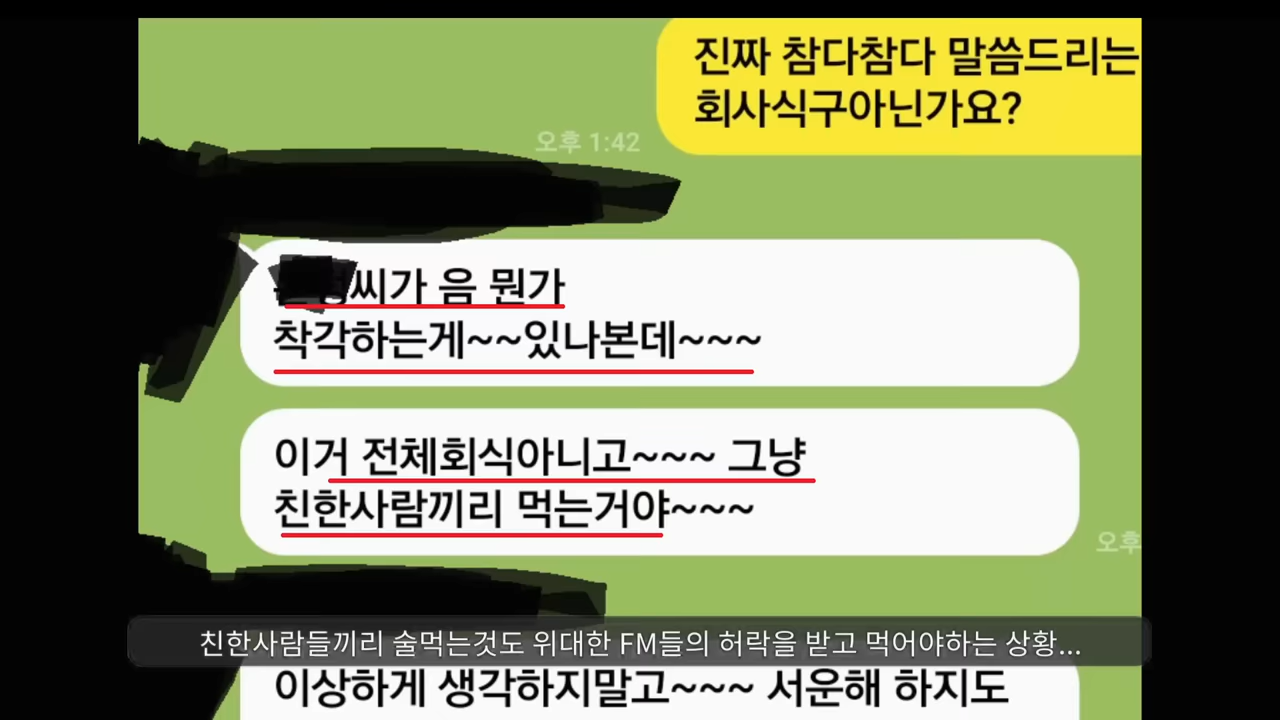 진짜 참다참다 말씀드리는
회사식구아닌가요?
오후 1:42
씨가 음 뭔가
착각하는게~~있나본데~~~
이거 전체회식아니고~~~ 그냥
친한사람끼리 먹는거야~~~
오후
친한사람들끼리 술먹는것도 위대한 FM들의 허락을 받고 먹어야하는 상황...
이상하게 생각하지말고~~~ 서운해 하지도